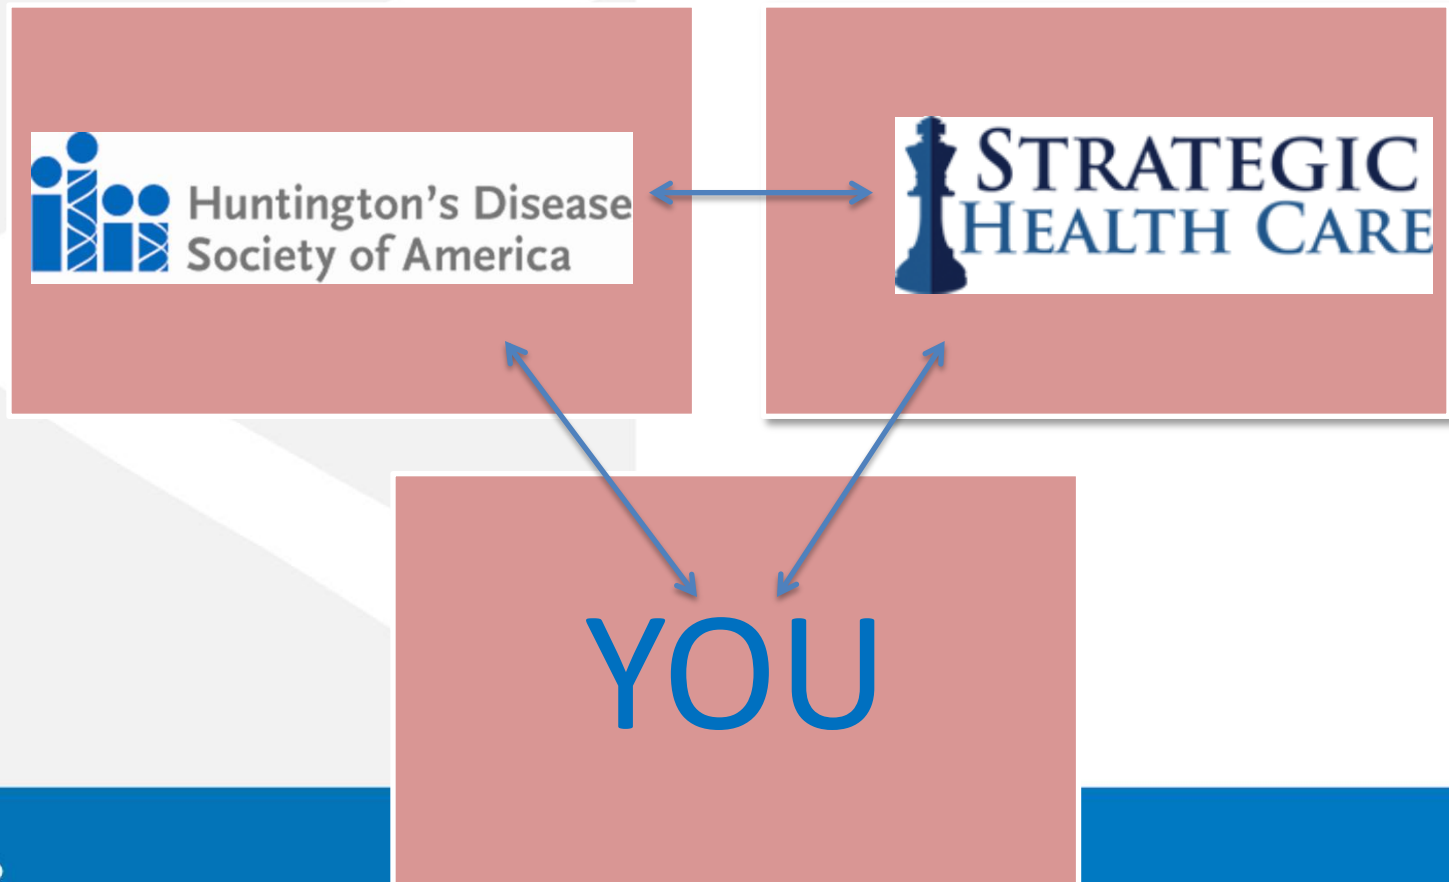 Huntington's Disease
Society of America
STRATEGIC
HEALTH CARE
YOU